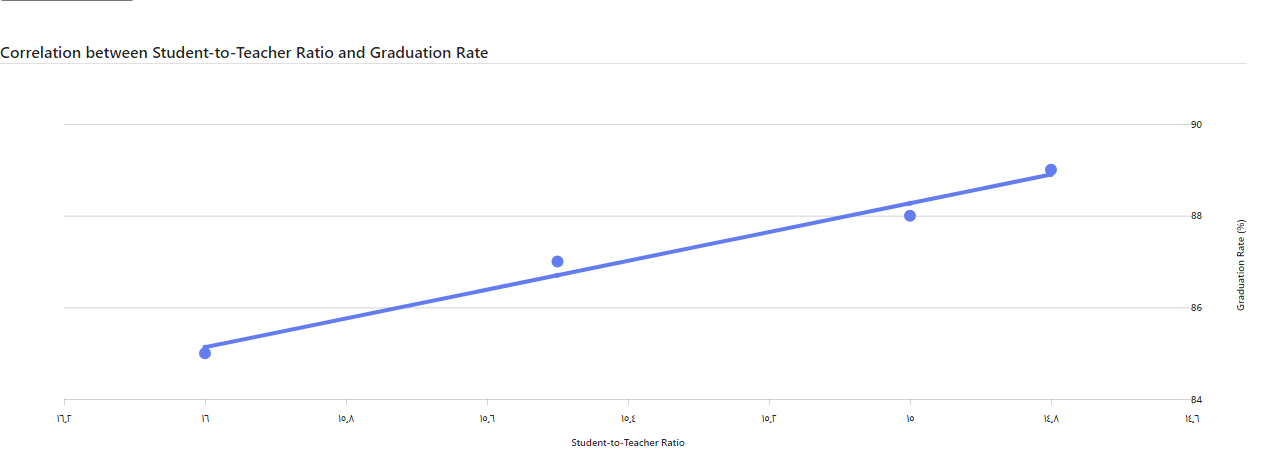 Correlation between Student-to-Teacher Ratio and Graduation Rate
90
88
86
84
Graduation Rate (%)
١٦٫٢ ١٦ ١٥٫٨ ١٥٫٦ ١٥٫٤ ١٥٫٢ ١٥ ١٤٫٨ ١٤٫٦
Student-to-Teacher Ratio